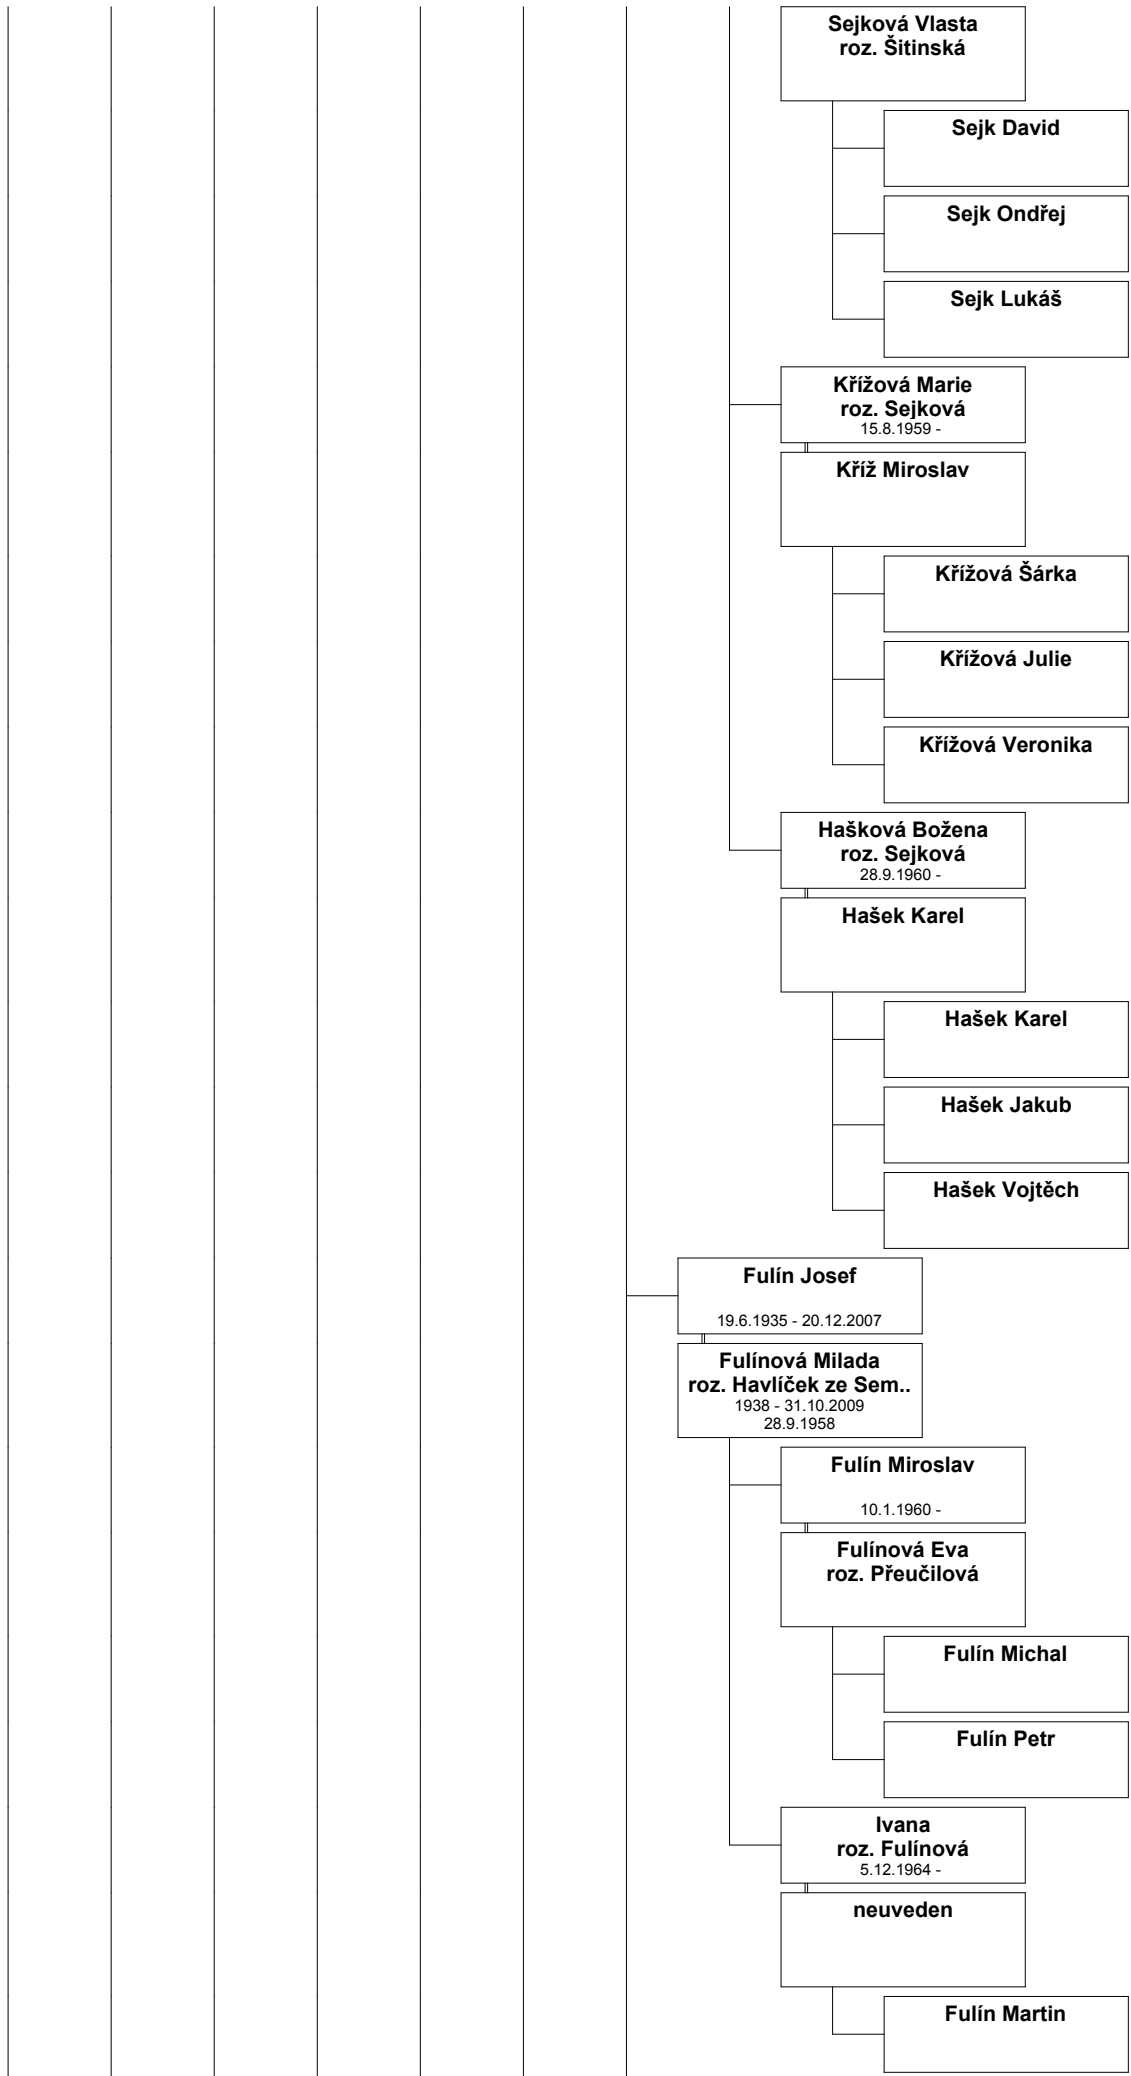 Sejková Vlasta
roz. Šitinská
Sejk David
Sejk Ondřej
Sejk Lukáš
Křížová Marie
roz. Sejková
15.8.1959 -
Kříž Miroslav
Křížová Šárka
Křížová Julie
Křížová Veronika
Hašková Božena
roz. Sejková
28.9.1960 -
Hašek Karel
Hašek Karel
Hašek Jakub
Hašek Vojtěch
Fulín Josef
19.6.1935 - 20.12.2007
Fulínová Milada
roz. Havlíček ze Sem..
1938 - 31.10.2009
28.9.1958
Fulín Miroslav
10.1.1960 -
Fulínová Eva
roz. Přeučilová
Fulín Michal
Fulín Petr
Ivana
roz. Fulínová
5.12.1964 -
neuveden
Fulín Martin